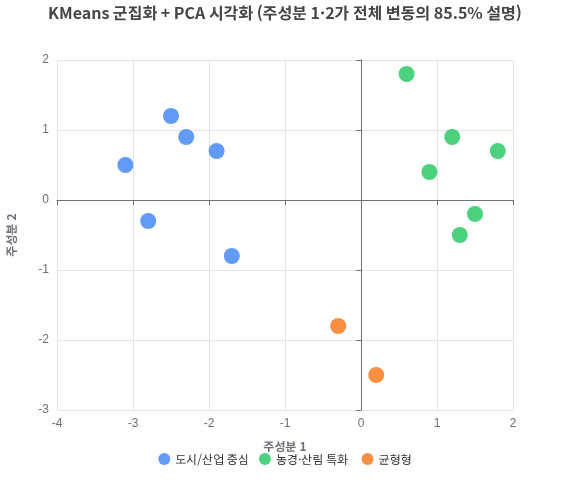 KMeans 군집화 + PCA 시각화 (주성분 1·2가 전체 변동의 85.5% 설명)
2
1
0
-1
-2
-3
주성분 2
-4
-3
-2
-1
0
1
2
주성분 1
도시/산업 중심
농경·산림 특화
균형형